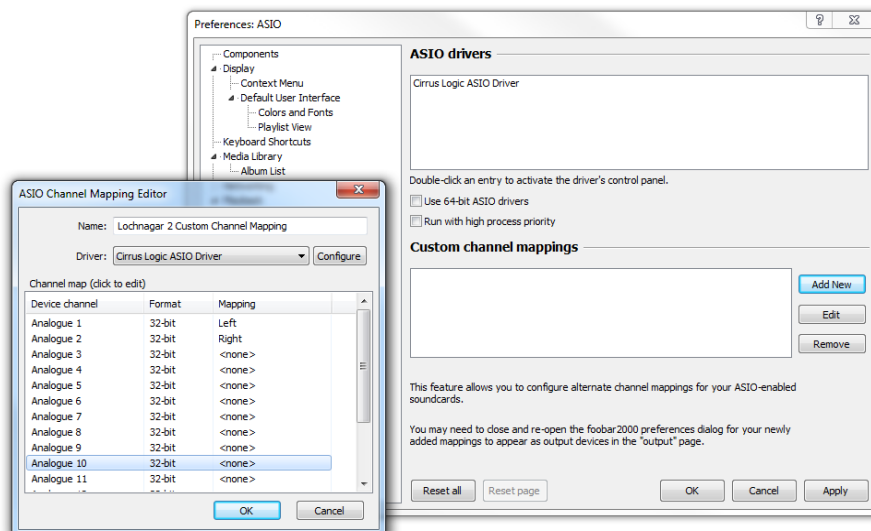 Preferences: ASIO
Components
Display
Context Menu
Default User Interface
Colors and Fonts
Playlist View
Keyboard Shortcuts
Media Library
Album List
ASIO drivers
Cirrus Logic ASIO Driver
Double-click an entry to activate the driver's control panel.
Use 64-bit ASIO drivers
Run with high process priority
Custom channel mappings
Add New
Edit
Remove
This feature allows you to configure alternate channel mappings for your ASIO-enabled
soundcards.
You may need to close and re-open the foobar2000 preferences dialog for your newly
added mappings to appear as output devices in the "output" page.
Reset all
Reset page
OK
Cancel
Apply
ASIO Channel Mapping Editor
Name: Lochnagar 2 Custom Channel Mapping
Driver: Cirrus Logic ASIO Driver Configure
Channel map (click to edit)
Device channel Format Mapping
Analogue 1 32-bit Left
Analogue 2 32-bit Right
Analogue 3 32-bit <none>
Analogue 4 32-bit <none>
Analogue 5 32-bit <none>
Analogue 6 32-bit <none>
Analogue 7 32-bit <none>
Analogue 8 32-bit <none>
Analogue 9 32-bit <none>
Analogue 10 32-bit <none>
Analogue 11 32-bit <none>
OK
Cancel